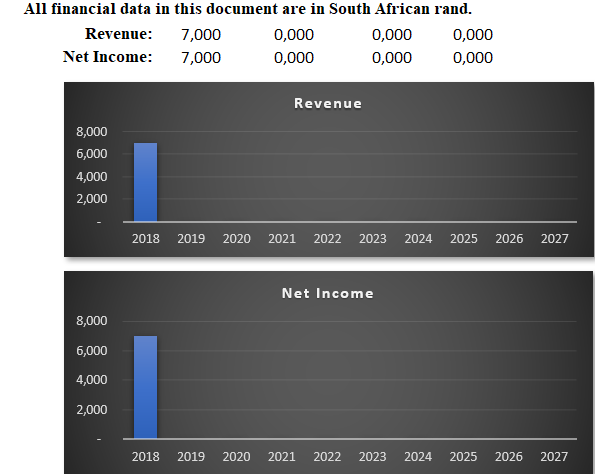 All financial data in this document are in South African rand.
Revenue: 7,000 0,000 0,000 0,000
Net Income: 7,000 0,000 0,000 0,000
Revenue
8,000
6,000
4,000
2,000
-
2018 2019 2020 2021 2022 2023 2024 2025 2026 2027
Net Income
8,000
6,000
4,000
2,000
-
2018 2019 2020 2021 2022 2023 2024 2025 2026 2027